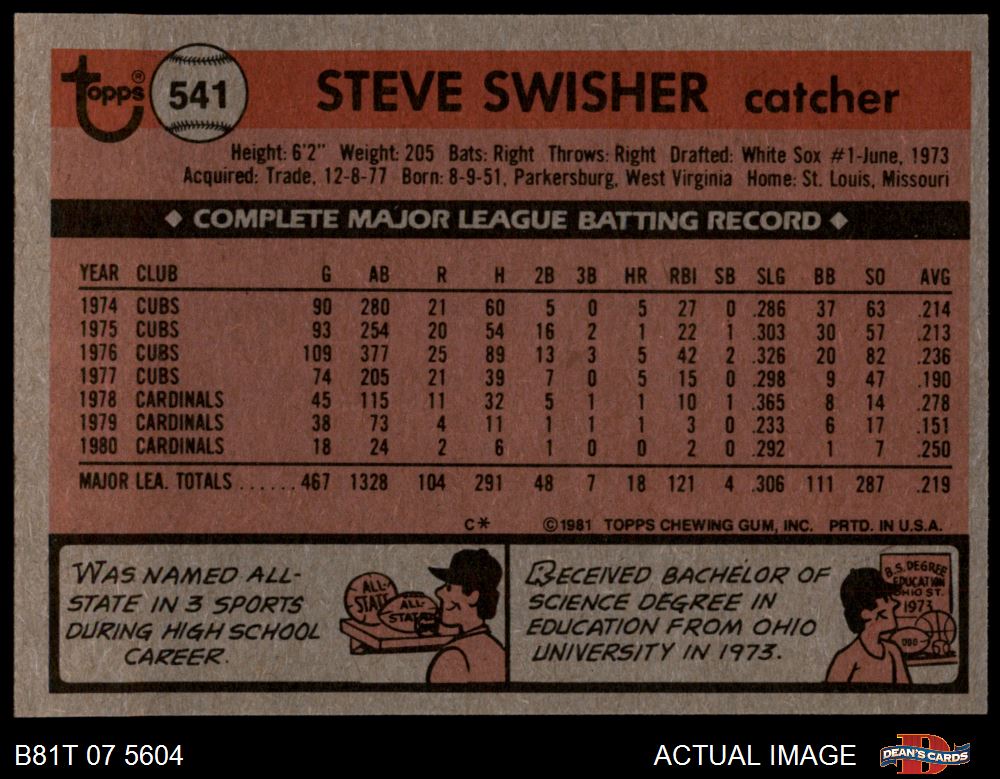 Topps® 541 STEVE SWISHER catcher
Height: 6'2" Weight: 205 Bats: Right Throws: Right Drafted: White Sox #1-June, 1973
Acquired: Trade, 12-8-77 Born: 8-9-51, Parkersburg, West Virginia Home: St. Louis, Missouri
◆ COMPLETE MAJOR LEAGUE BATTING RECORD ◆
YEAR CLUB G AB R H 2B 3B HR RBI SB SLG BB SO AVG
1974 CUBS 90 280 21 60 5 0 5 27 0 .286 37 63 .214
1975 CUBS 93 254 20 54 16 2 1 22 1 .303 30 57 .213
1976 CUBS 109 377 25 89 13 3 5 42 2 .326 20 82 .236
1977 CUBS 74 205 21 39 7 0 5 15 0 .298 9 47 .190
1978 CARDINALS 45 115 11 32 5 1 1 10 1 .365 8 14 .278
1979 CARDINALS 38 73 4 11 1 1 1 3 0 .233 6 17 .151
1980 CARDINALS 18 24 2 6 1 0 0 2 0 .292 1 7 .250
MAJOR LEA. TOTALS ...... 467 1328 104 291 48 7 18 121 4 .306 111 287 .219
C* ©1981 TOPPS CHEWING GUM, INC. PRTD. IN U.S.A.
WAS NAMED ALL-
STATE IN 3 SPORTS
DURING HIGH SCHOOL
CAREER.
ALL-
STATE
ALL-
STATE
RECEIVED BACHELOR OF
SCIENCE DEGREE IN
EDUCATION FROM OHIO
UNIVERSITY IN 1973.
B.S. DEGREE
EDUCATION
OHIO ST.
1973
B81T 07 5604 ACTUAL IMAGE DEAN'S CARDS